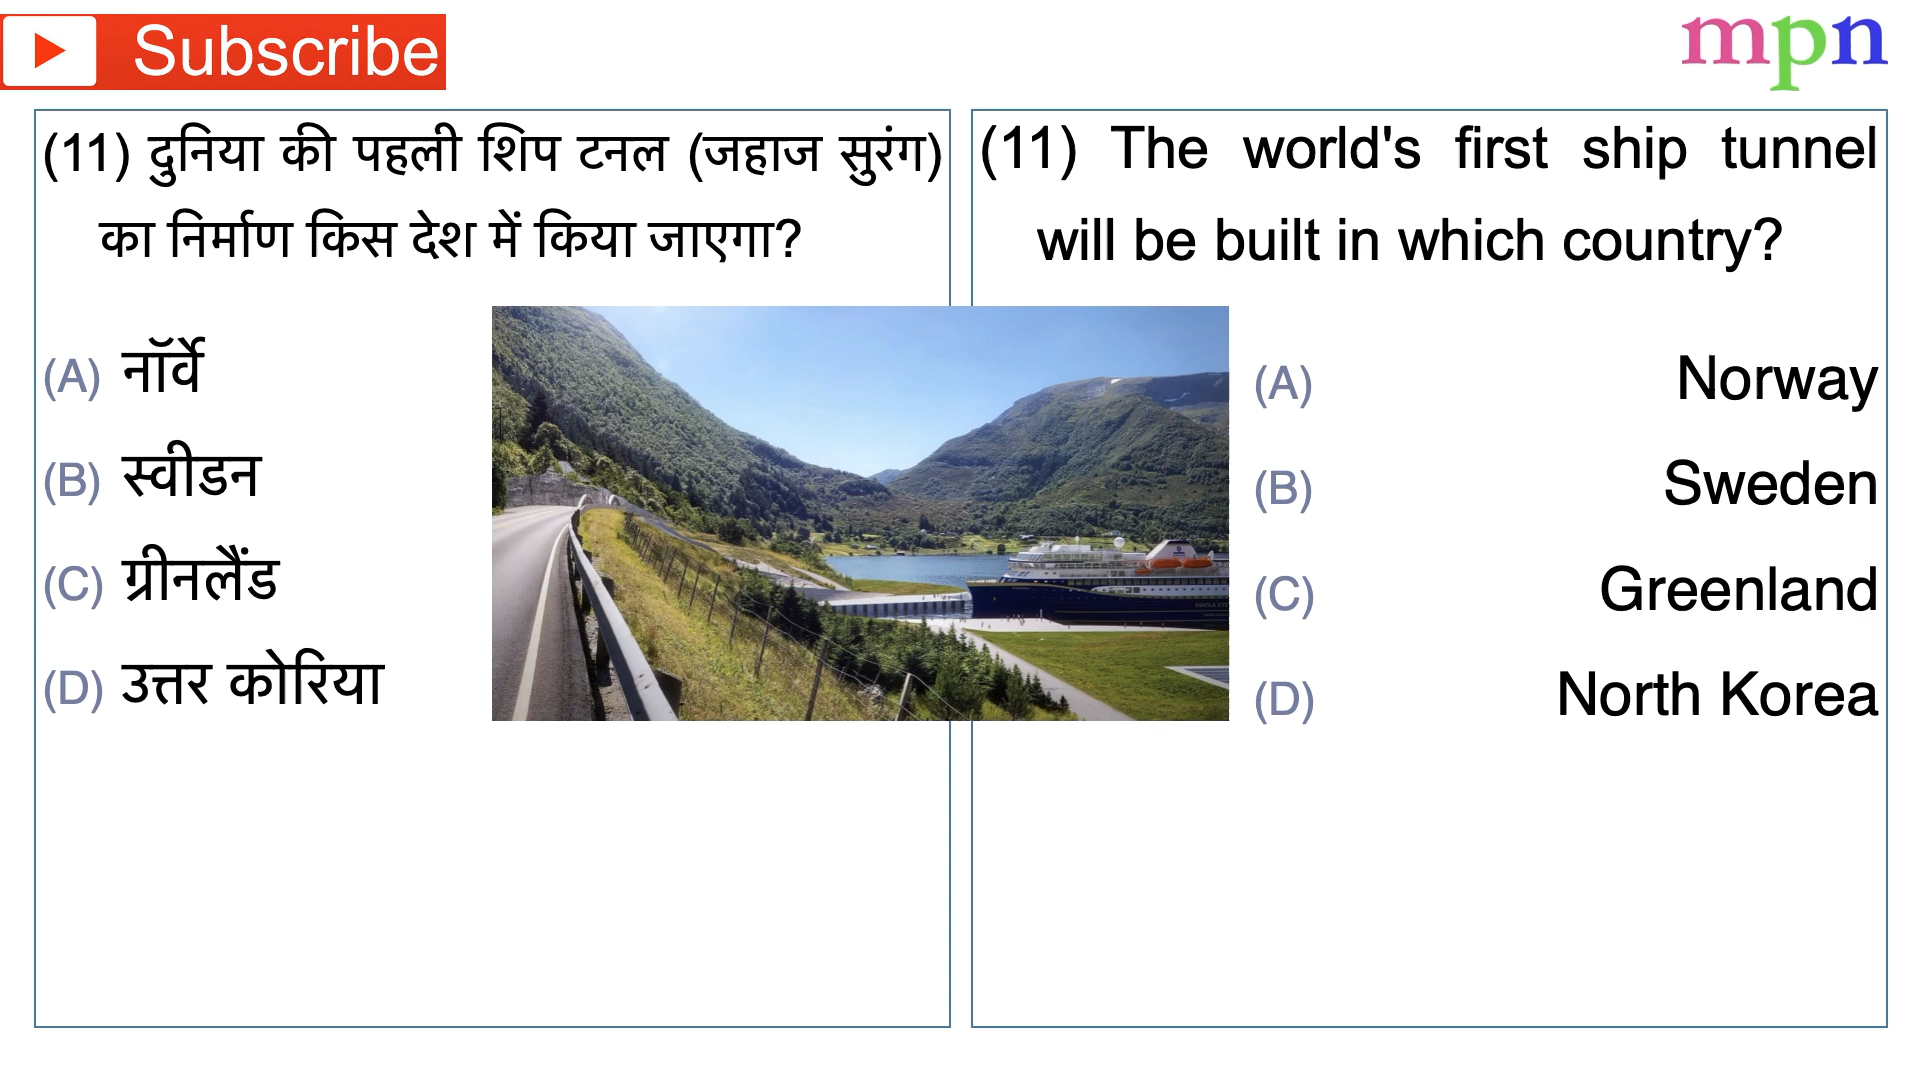 Subscribe
mpn
(11) दुनिया की पहली शिप टनल (जहाज सुरंग)
का निर्माण किस देश में किया जाएगा?
(A) नॉर्वे
(B) स्वीडन
(C) ग्रीनलैंड
(D) उत्तर कोरिया
(11) The world's first ship tunnel
will be built in which country?
(A) Norway
(B) Sweden
(C) Greenland
(D) North Korea